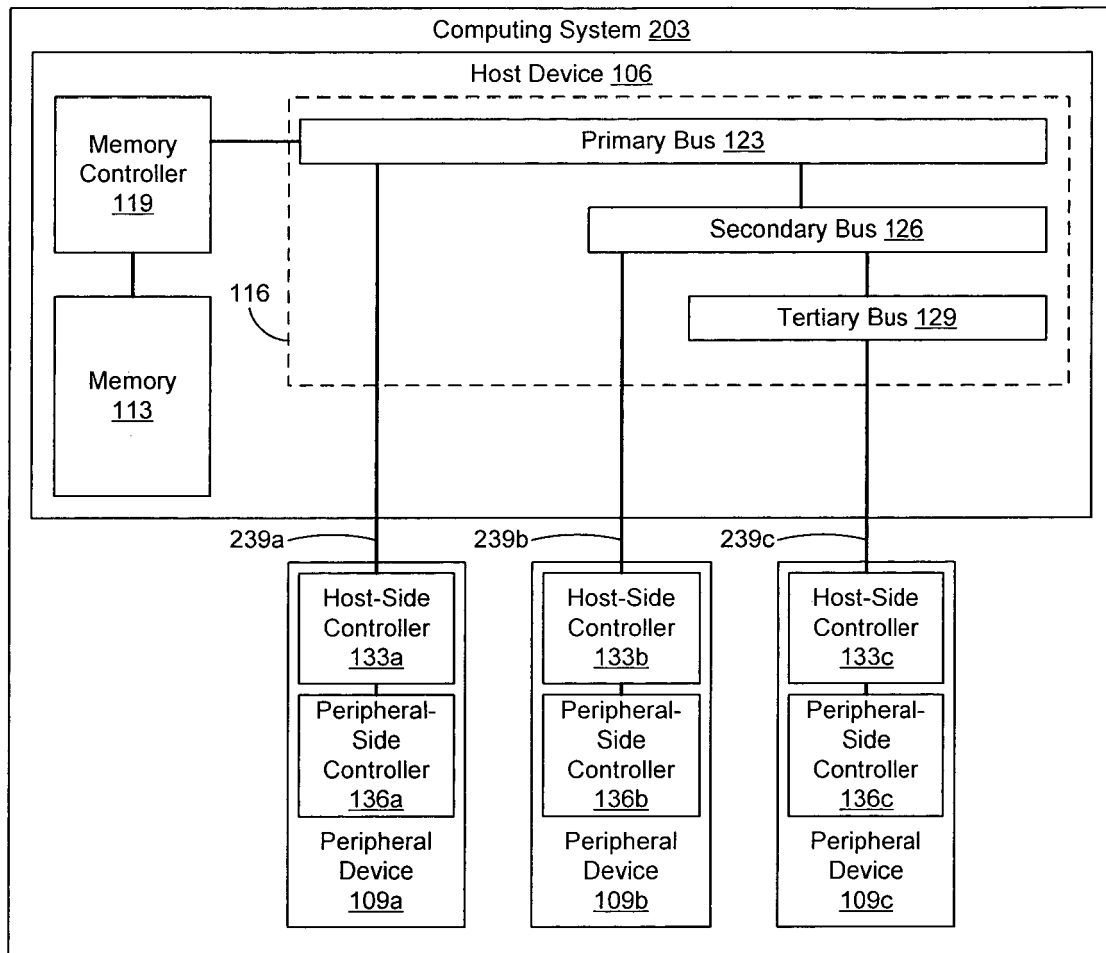 Computing System 203
Host Device 106
Memory
Controller
119
Primary Bus 123
Secondary Bus 126
116
Tertiary Bus 129
Memory
113
239a
239b
239c
Host-Side
Controller
133a
Host-Side
Controller
133b
Host-Side
Controller
133c
Peripheral-
Side
Controller
136a
Peripheral-
Side
Controller
136b
Peripheral-
Side
Controller
136c
Peripheral
Device
109a
Peripheral
Device
109b
Peripheral
Device
109c